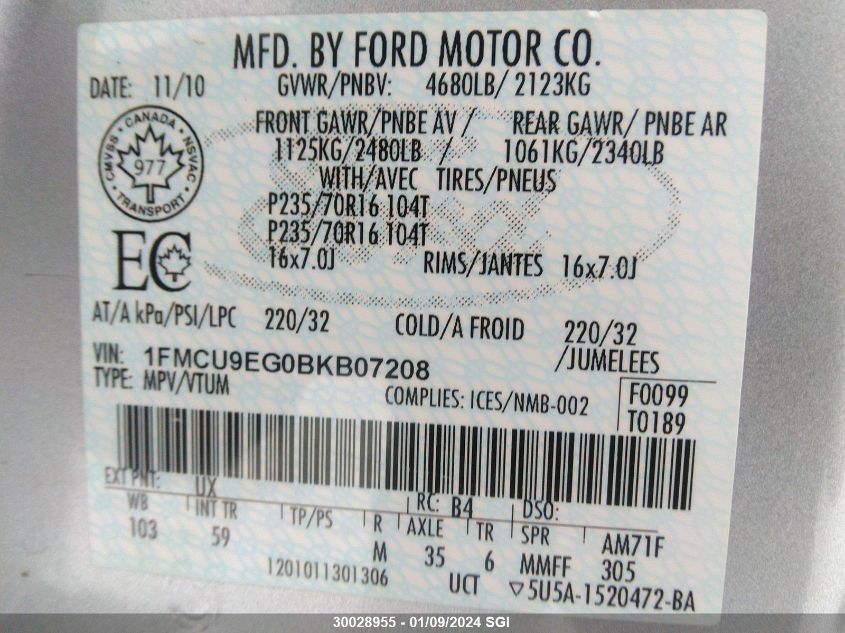 MFD. BY FORD MOTOR CO.
DATE: 11/10 GVWR/PNBV: 4680LB/ 2123KG
FRONT GAWR/PNBE AV / REAR GAWR/ PNBE AR
1125KG/2480LB / 1061KG/2340LB
WITH/AVEC TIRES/PNEUS
P235/70R16 104T
P235/70R16 104T
16x7.0J RIMS/JANTES 16x7.0J
CANADA
CMVSS NSVAC
977
TRANSPORT
EC
AT/A kPa/PSI/LPC 220/32 COLD/A FROID 220/32
VIN: 1FMCU9EG0BKB07208 /JUMELEES
TYPE: MPV/VTUM COMPLIES: ICES/NMB-002 F0099
T0189
EXT PNT: UX RC: B4 DSO:
WB INT TR TP/PS R AXLE TR SPR AM71F
103 59 M 35 6 MMFF 305
1201011301306 UCT ▽5U5A-1520472-BA
30028955 - 01/09/2024 SGI